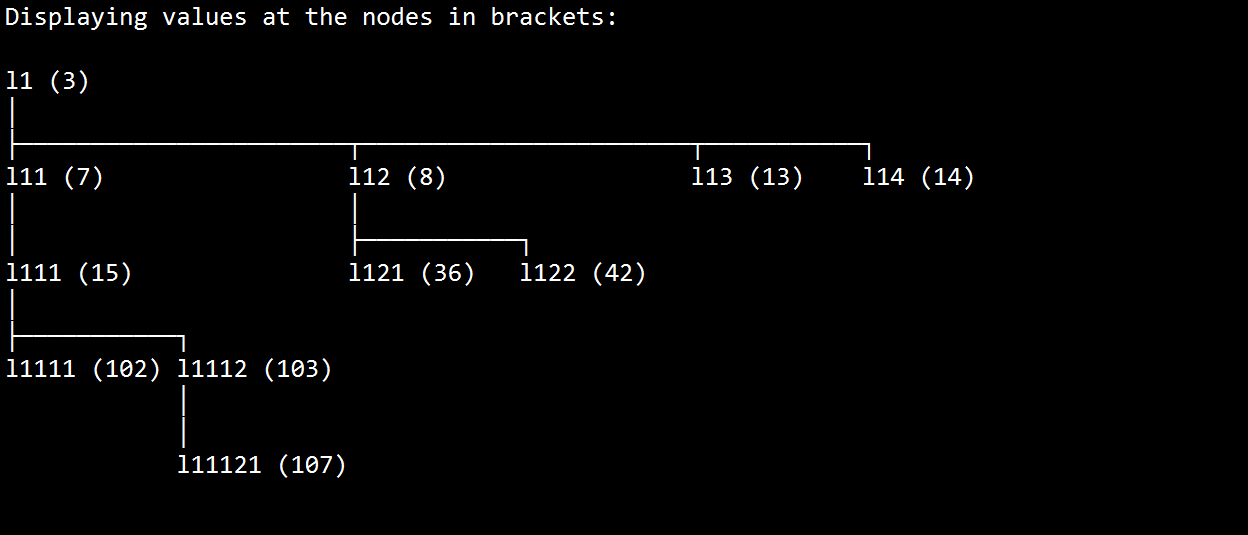 Displaying values at the nodes in brackets:
l1 (3)
l11 (7) l12 (8) l13 (13) l14 (14)
l111 (15) l121 (36) l122 (42)
l1111 (102) l1112 (103)
l11121 (107)